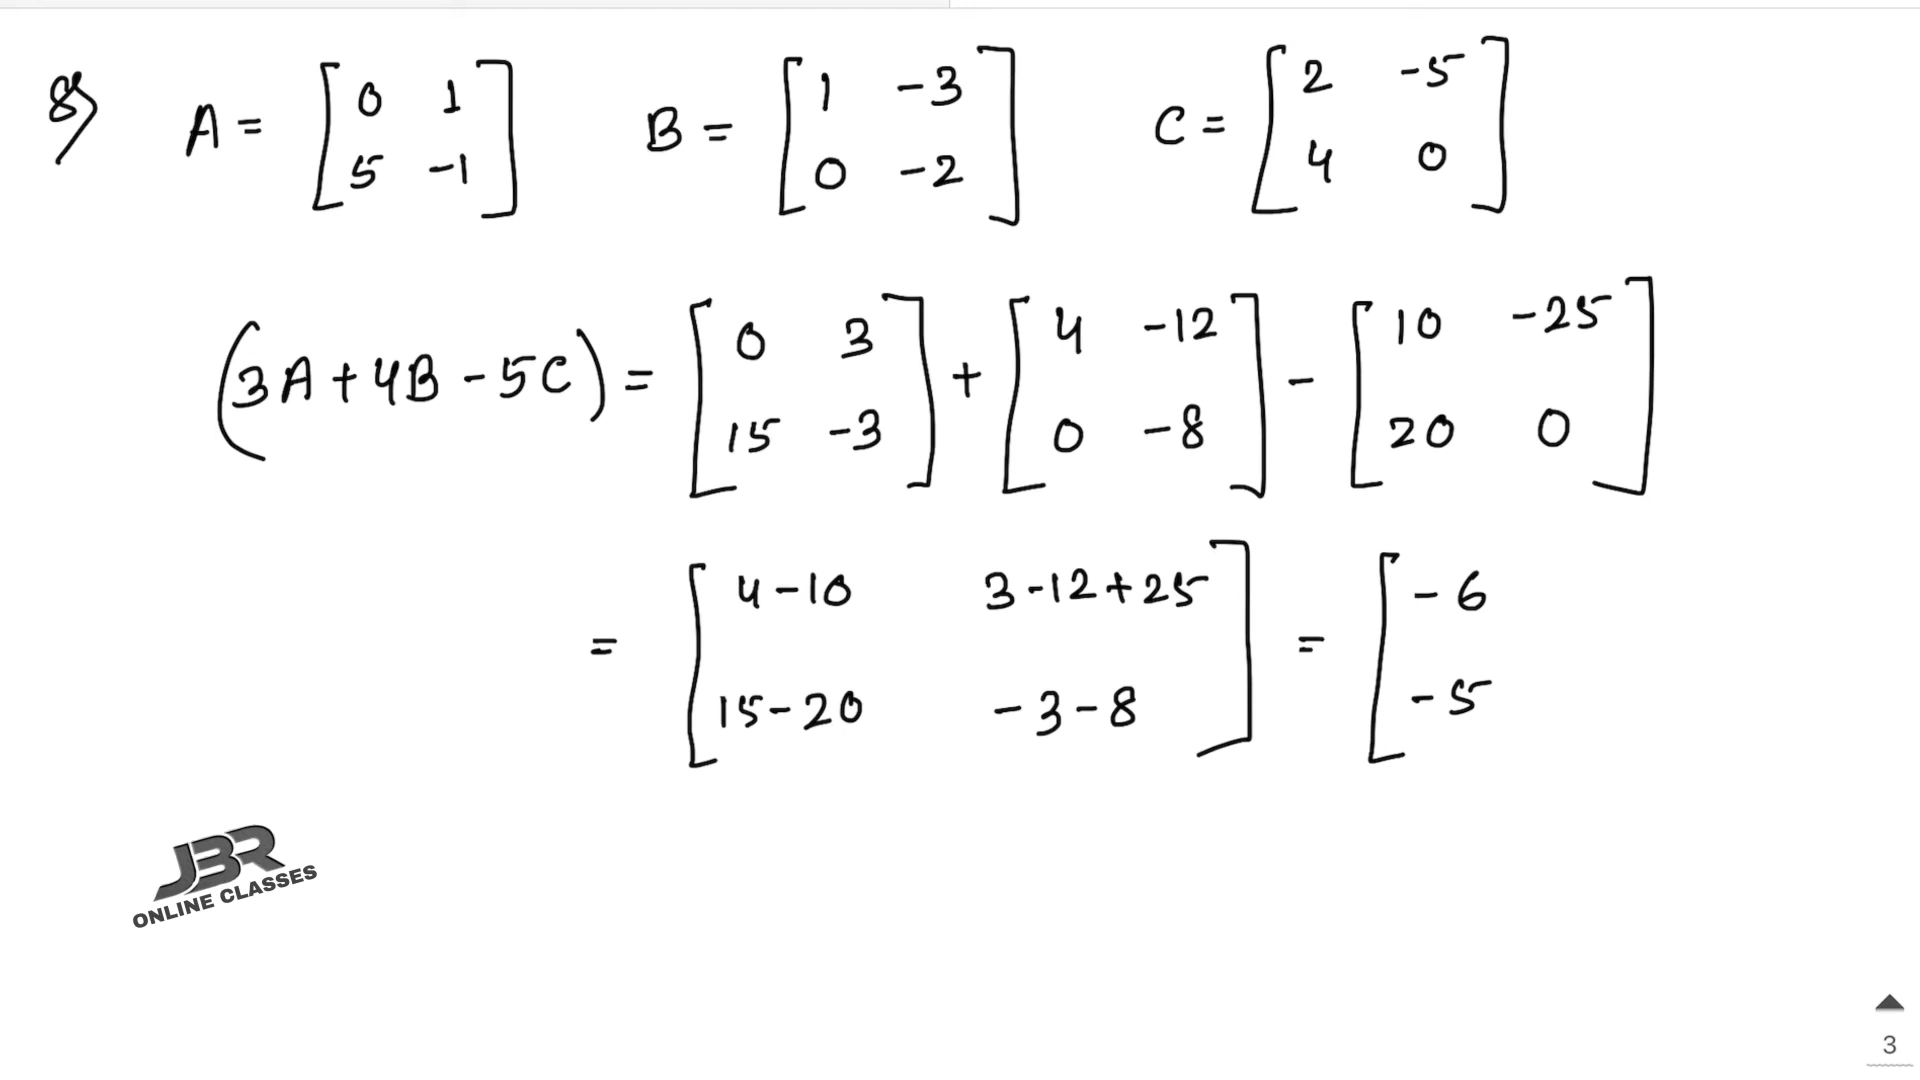 8) A = [0 1 5 -1] B = [1 -3 0 -2] C = [2 -5 4 0]
(3A + 4B - 5C) = [0 3 15 -3] + [4 -12 0 -8] - [10 -25 20 0]
= [4-10 3-12+25 15-20 -3-8] = [-6 -5
JBR
ONLINE CLASSES
3